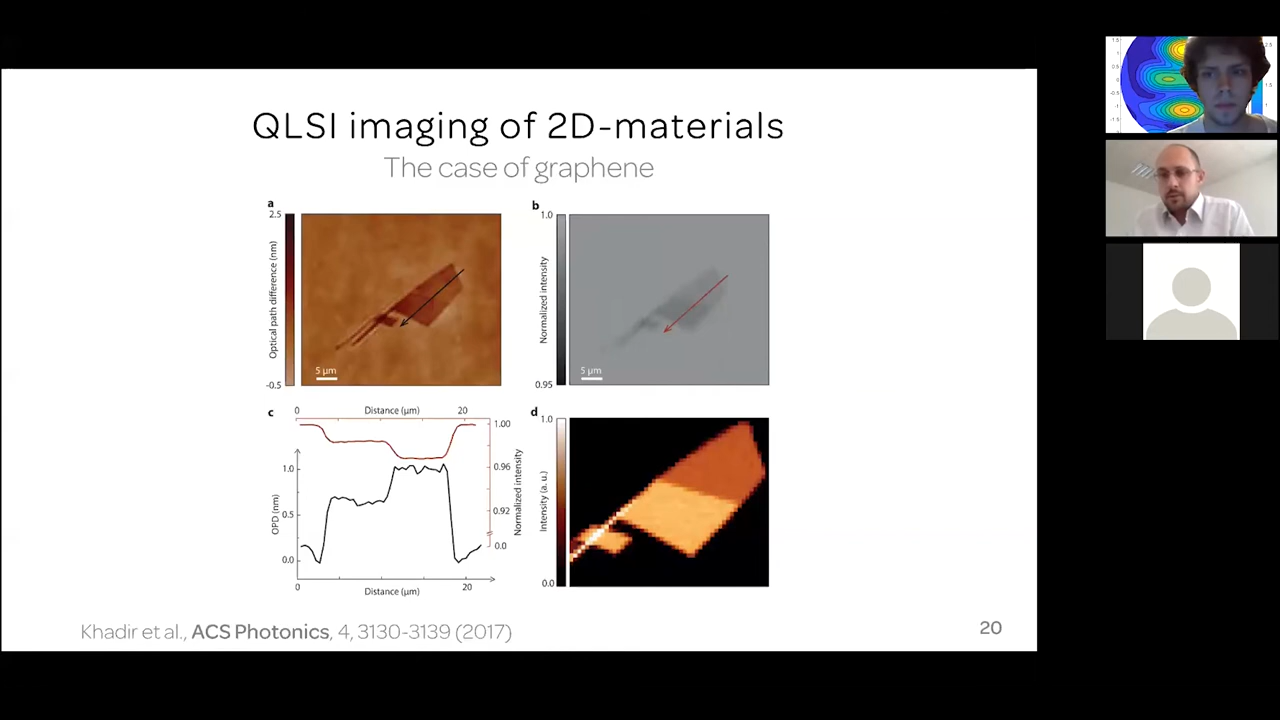 QLSI imaging of 2D-materials
The case of graphene
a
2.5
Optical path difference (nm)
-0.5
5 µm
b
1.0
Normalized intensity
0.95
5 µm
c
0
Distance (µm)
20
1.00
0.96
0.92
0.0
Normalized intensity
1.0
0.5
0.0
OPD (nm)
0
20
Distance (µm)
d
1.0
Intensity (a. u.)
0.0
Khadir et al., ACS Photonics, 4, 3130-3139 (2017)
20